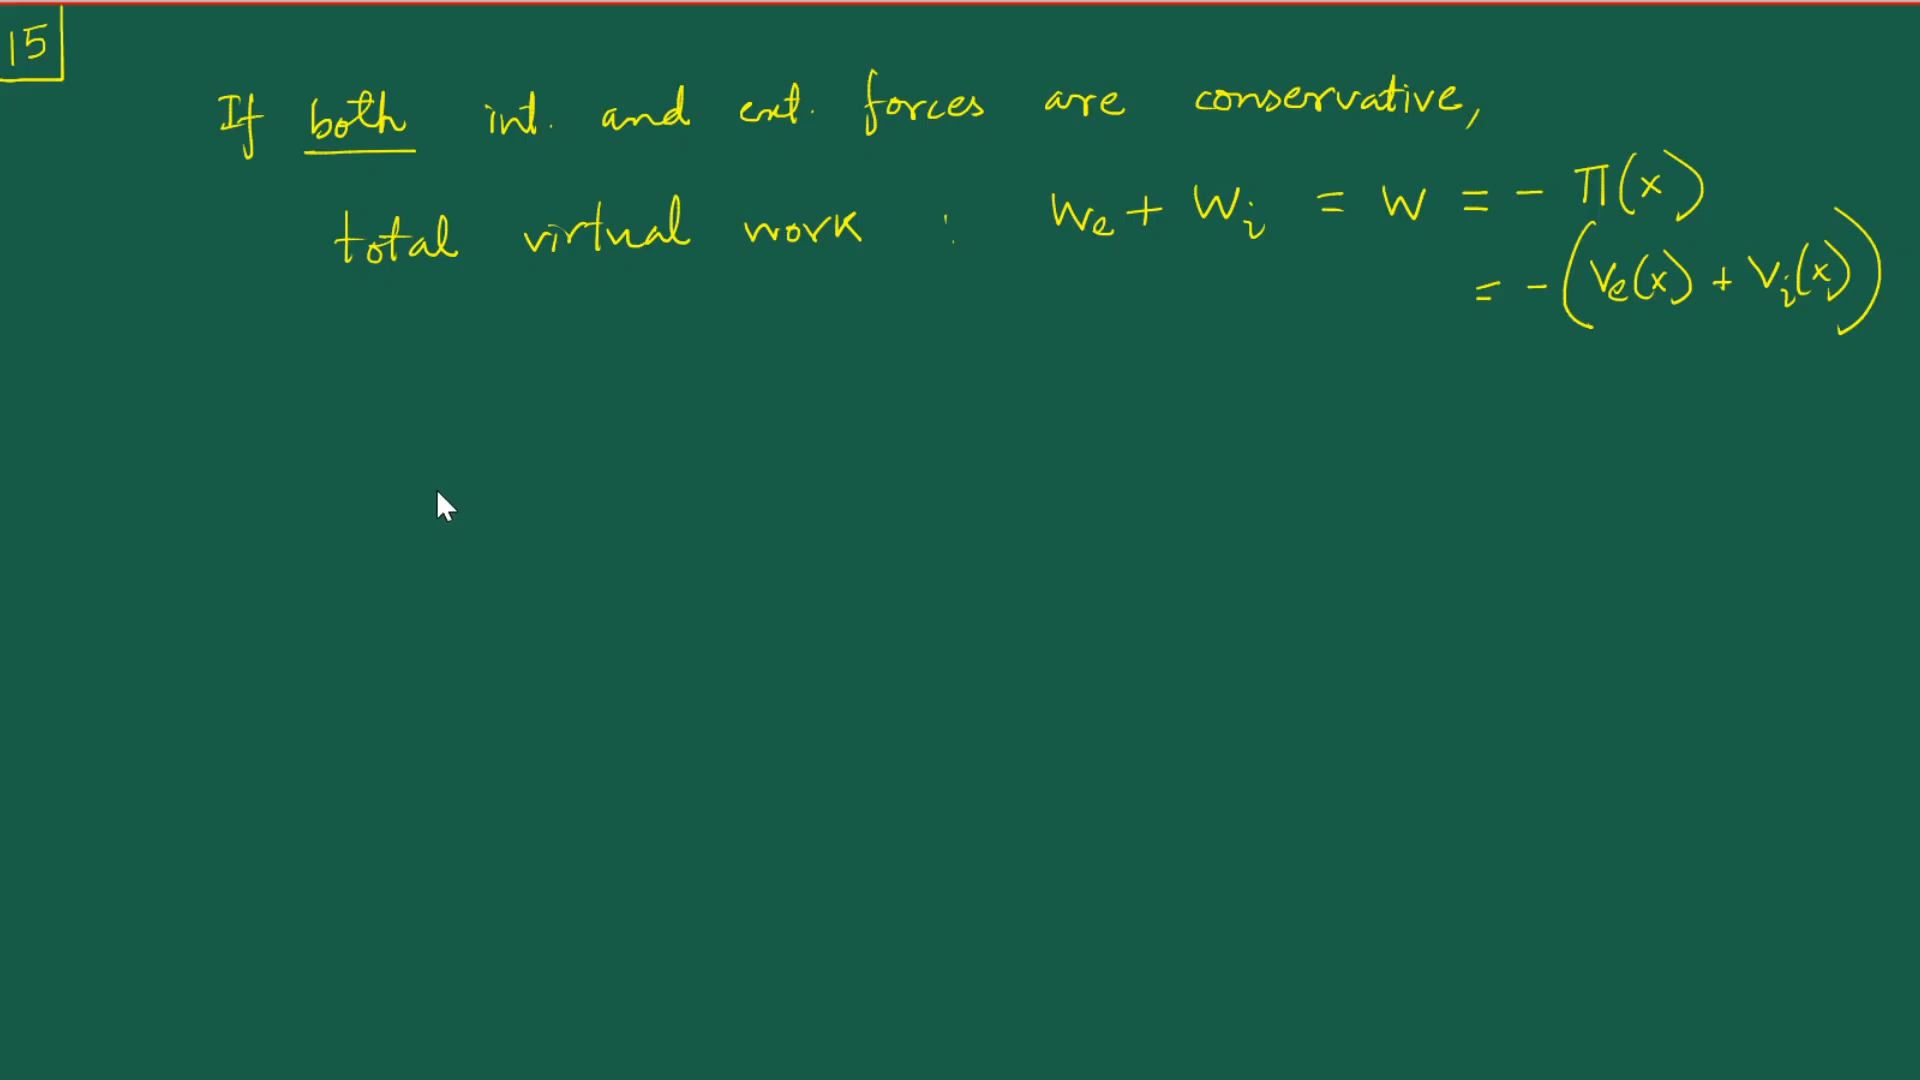 15
If both int. and ext. forces are conservative,
total virtual work : We + Wi = W = - Π(x)
= - (Ve(x) + Vi(x))